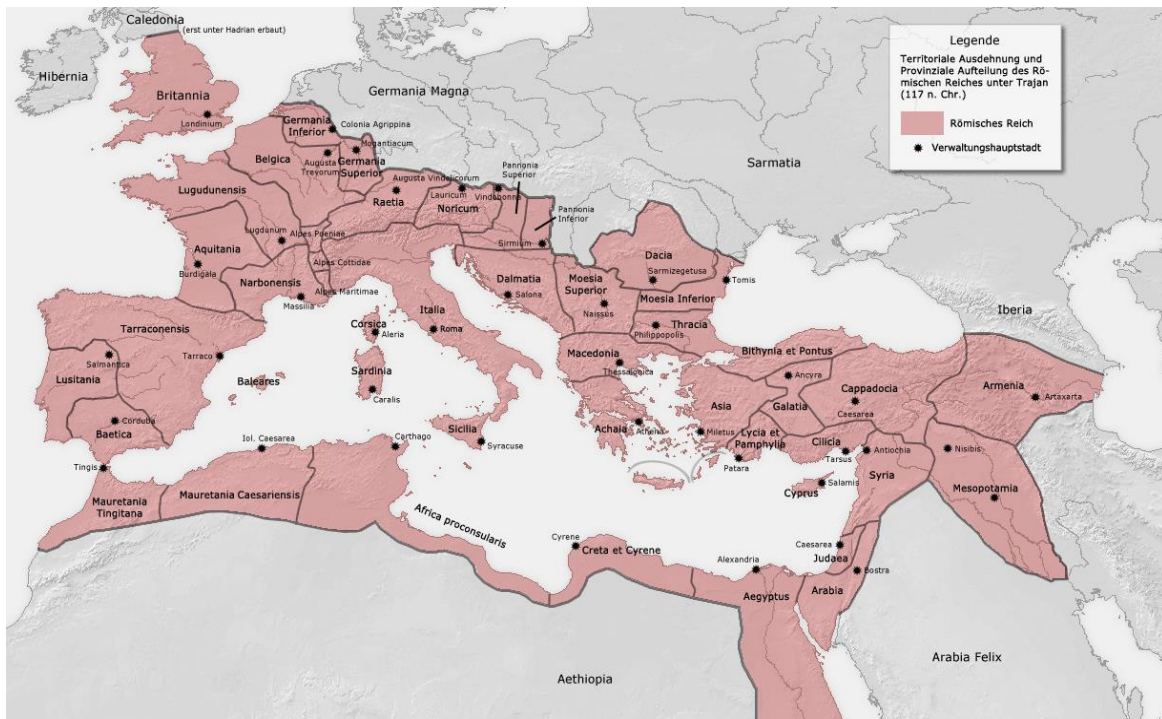 Caledonia
(erst unter Hadrian erbaut)
Hibernia
Britannia
Londinium
Germania Magna
Sarmatia
Legende
Territoriale Ausdehnung und
Provinziale Aufteilung des Rö-
mischen Reiches unter Trajan
(117 n. Chr.)
Römisches Reich
Verwaltungshauptstadt
Germania
Inferior
Colonia Agrippina
Mogantiacum
Belgica
Augusta
Treverorum
Germania
Superior
Lugudunensis
Augusta Vindelicorum
Raetia
Lauricum
Noricum
Vindobonna
Pannonia
Superior
Pannonia
Inferior
Sirmium
Aquitania
Burdigala
Lugdunum
Alpes Poeniae
Alpes Cottidae
Alpes Maritimae
Narbonensis
Massilia
Italia
Roma
Dalmatia
Salona
Dacia
Sarmizegetusa
Moesia
Superior
Naissus
Moesia Inferior
Tomis
Thracia
Philippopolis
Iberia
Tarraconensis
Salmantica
Tarraco
Lusitania
Corduba
Baetica
Baleares
Corsica
Aleria
Sardinia
Caralis
Sicilia
Syracuse
Macedonia
Thessalonica
Achaia
Athena
Bithynia et Pontus
Ancyra
Asia
Galatia
Miletus
Lycia et
Pamphylia
Patara
Cappadocia
Caesarea
Cilicia
Tarsus
Armenia
Artaxarta
Antiochia
Syria
Nisibis
Mesopotamia
Cyprus
Salamis
Tingis
Mauretania
Tingitana
Iol. Caesarea
Mauretania Caesariensis
Carthago
Africa proconsularis
Cyrene
Creta et Cyrene
Alexandria
Aegyptus
Caesarea
Judaea
Bostra
Arabia
Arabia Felix
Aethiopia